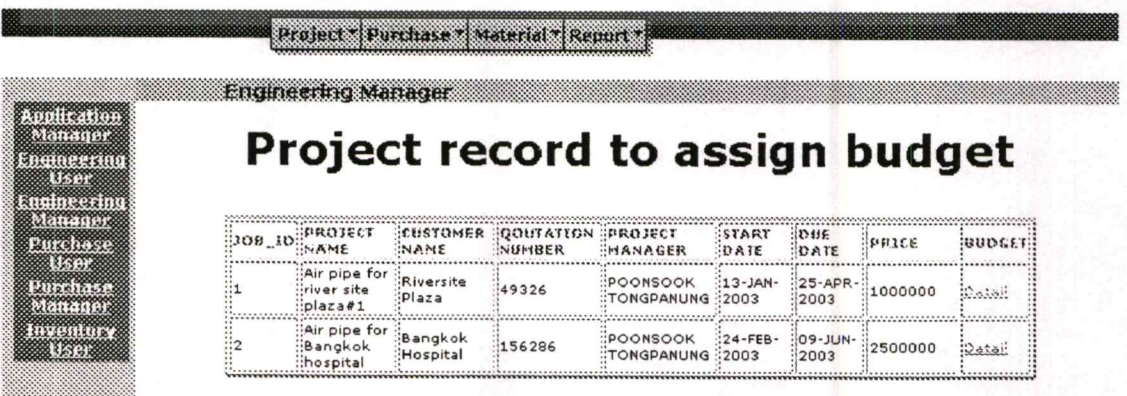 Project Purchase Material Report
Engineering Manager
Application
Manager
Engineering
User
Engineering
Manager
Purchase
User
Purchase
Manager
Inventory
User
Project record to assign budget
JOB_ID PROJECT NAME CUSTOMER NAME QOUTATION NUMBER PROJECT MANAGER START DATE DUE DATE PRICE BUDGET
1 Air pipe for river site plaza#1 Riversite Plaza 49326 POONSOOK TONGPANUNG 13-JAN-2003 25-APR-2003 1000000 Detail
2 Air pipe for Bangkok hospital Bangkok Hospital 156286 POONSOOK TONGPANUNG 24-FEB-2003 09-JUN-2003 2500000 Detail